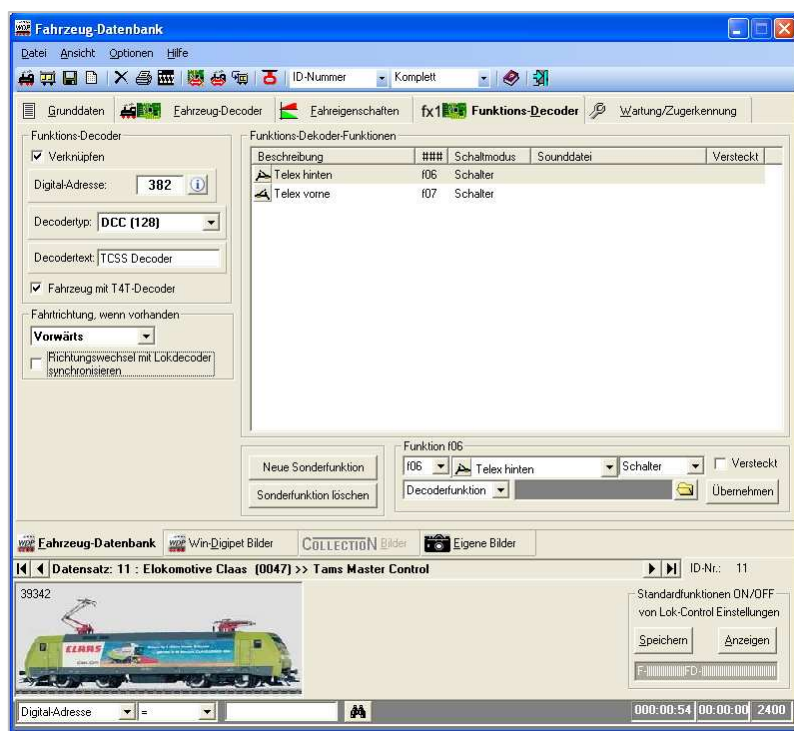 WDP Fahrzeug-Datenbank
Datei Ansicht Optionen Hilfe
ID-Nummer Komplett
Grunddaten Fahrzeug-Decoder Fahreigenschaften fx1 Funktions-Decoder Wartung/Zugerkennung
Funktions-Decoder
Verknüpfen
Digital-Adresse: 382
Decodertyp: DCC (128)
Decodertext: TCSS Decoder
Fahrzeug mit T4T-Decoder
Fahrtrichtung, wenn vorhanden
Vorwärts
Richtungswechsel mit Lokdecoder
synchronisieren
Funktions-Dekoder-Funktionen
Beschreibung ### Schaltmodus Sounddatei Versteckt
Telex hinten f06 Schalter
Telex vorne f07 Schalter
Neue Sonderfunktion
Sonderfunktion löschen
Funktion f06
f06 Telex hinten Schalter Versteckt
Decoderfunktion Übernehmen
WDP Fahrzeug-Datenbank WDP Win-Digipet Bilder COLLECTION Bilder Eigene Bilder
Datensatz: 11 : Elokomotive Claas (0047) >> Tams Master Control ID-Nr.: 11
39342
CLAAS
Standardfunktionen ON/OFF
von Lok-Control Einstellungen
Speichern Anzeigen
F- FD-
Digital-Adresse = 000:00:54 00:00:00 2400